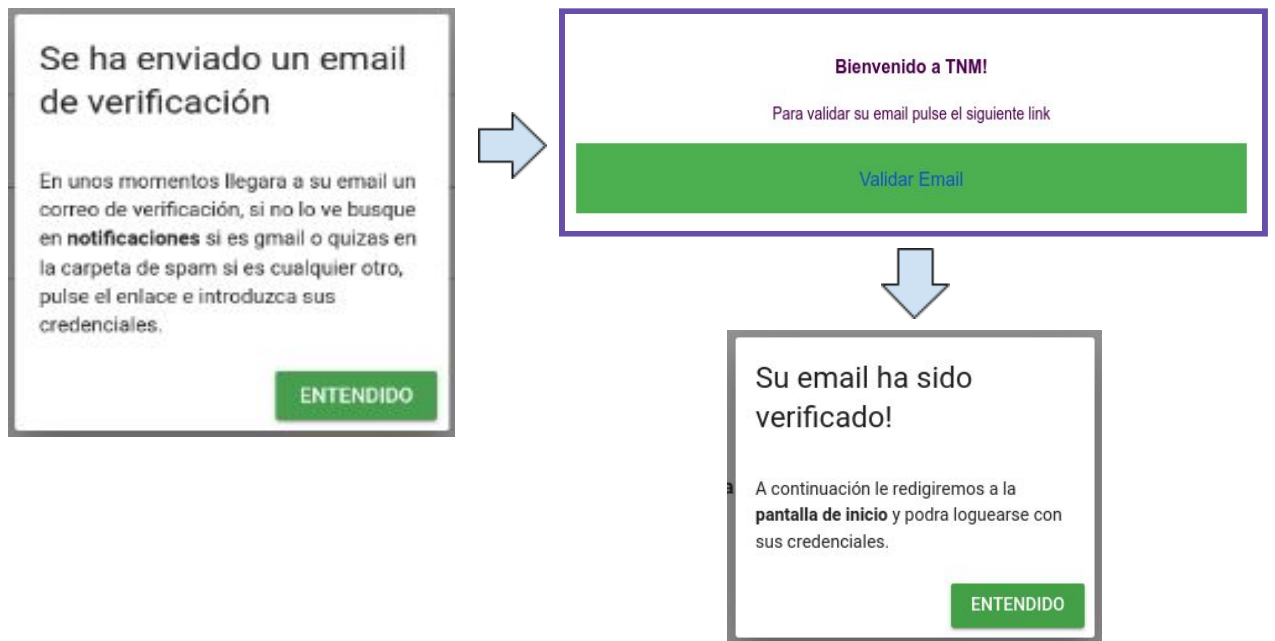 Se ha enviado un email
de verificación
En unos momentos llegara a su email un
correo de verificación, si no lo ve busque
en notificaciones si es gmail o quizas en
la carpeta de spam si es cualquier otro,
pulse el enlace e introduzca sus
credenciales.
ENTENDIDO
Bienvenido a TNM!
Para validar su email pulse el siguiente link
Validar Email
Su email ha sido
verificado!
a
A continuación le redigiremos a la
pantalla de inicio y podra loguearse con
sus credenciales.
ENTENDIDO